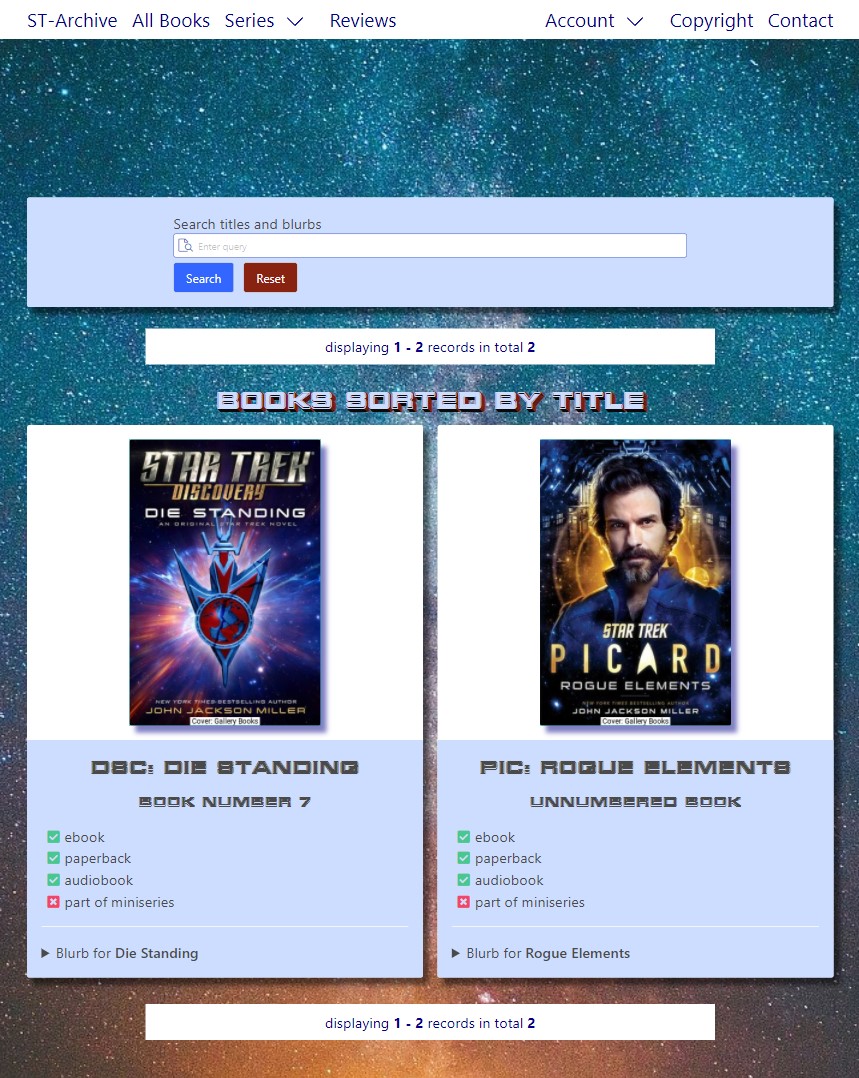 ST-Archive All Books Series Reviews Account Copyright Contact
Search titles and blurbs
Enter query
Search Reset
displaying 1 - 2 records in total 2
BOOKS SORTED BY TITLE
STAR TREK
DISCOVERY
DIE STANDING
AN ORIGINAL STAR TREK NOVEL
NEW YORK TIMES BESTSELLING AUTHOR
JOHN JACKSON MILLER
Cover: Gallery Books
DSC: DIE STANDING
BOOK NUMBER 7
ebook
paperback
audiobook
part of miniseries
Blurb for Die Standing
STAR TREK
PICARD
ROGUE ELEMENTS
NEW YORK TIMES BESTSELLING AUTHOR
JOHN JACKSON MILLER
Cover: Gallery Books
PIC: ROGUE ELEMENTS
UNNUMBERED BOOK
ebook
paperback
audiobook
part of miniseries
Blurb for Rogue Elements
displaying 1 - 2 records in total 2